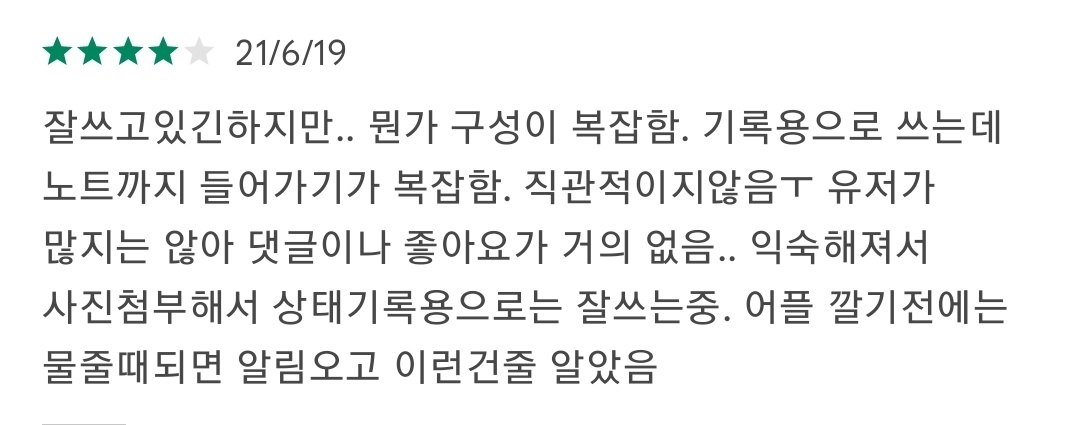 21/6/19
잘쓰고있긴하지만.. 뭔가 구성이 복잡함. 기록용으로 쓰는데
노트까지 들어가기가 복잡함. 직관적이지않음ㅜ 유저가
많지는 않아 댓글이나 좋아요가 거의 없음.. 익숙해져서
사진첨부해서 상태기록용으로는 잘쓰는중. 어플 깔기전에는
물줄때되면 알림오고 이런건줄 알았음